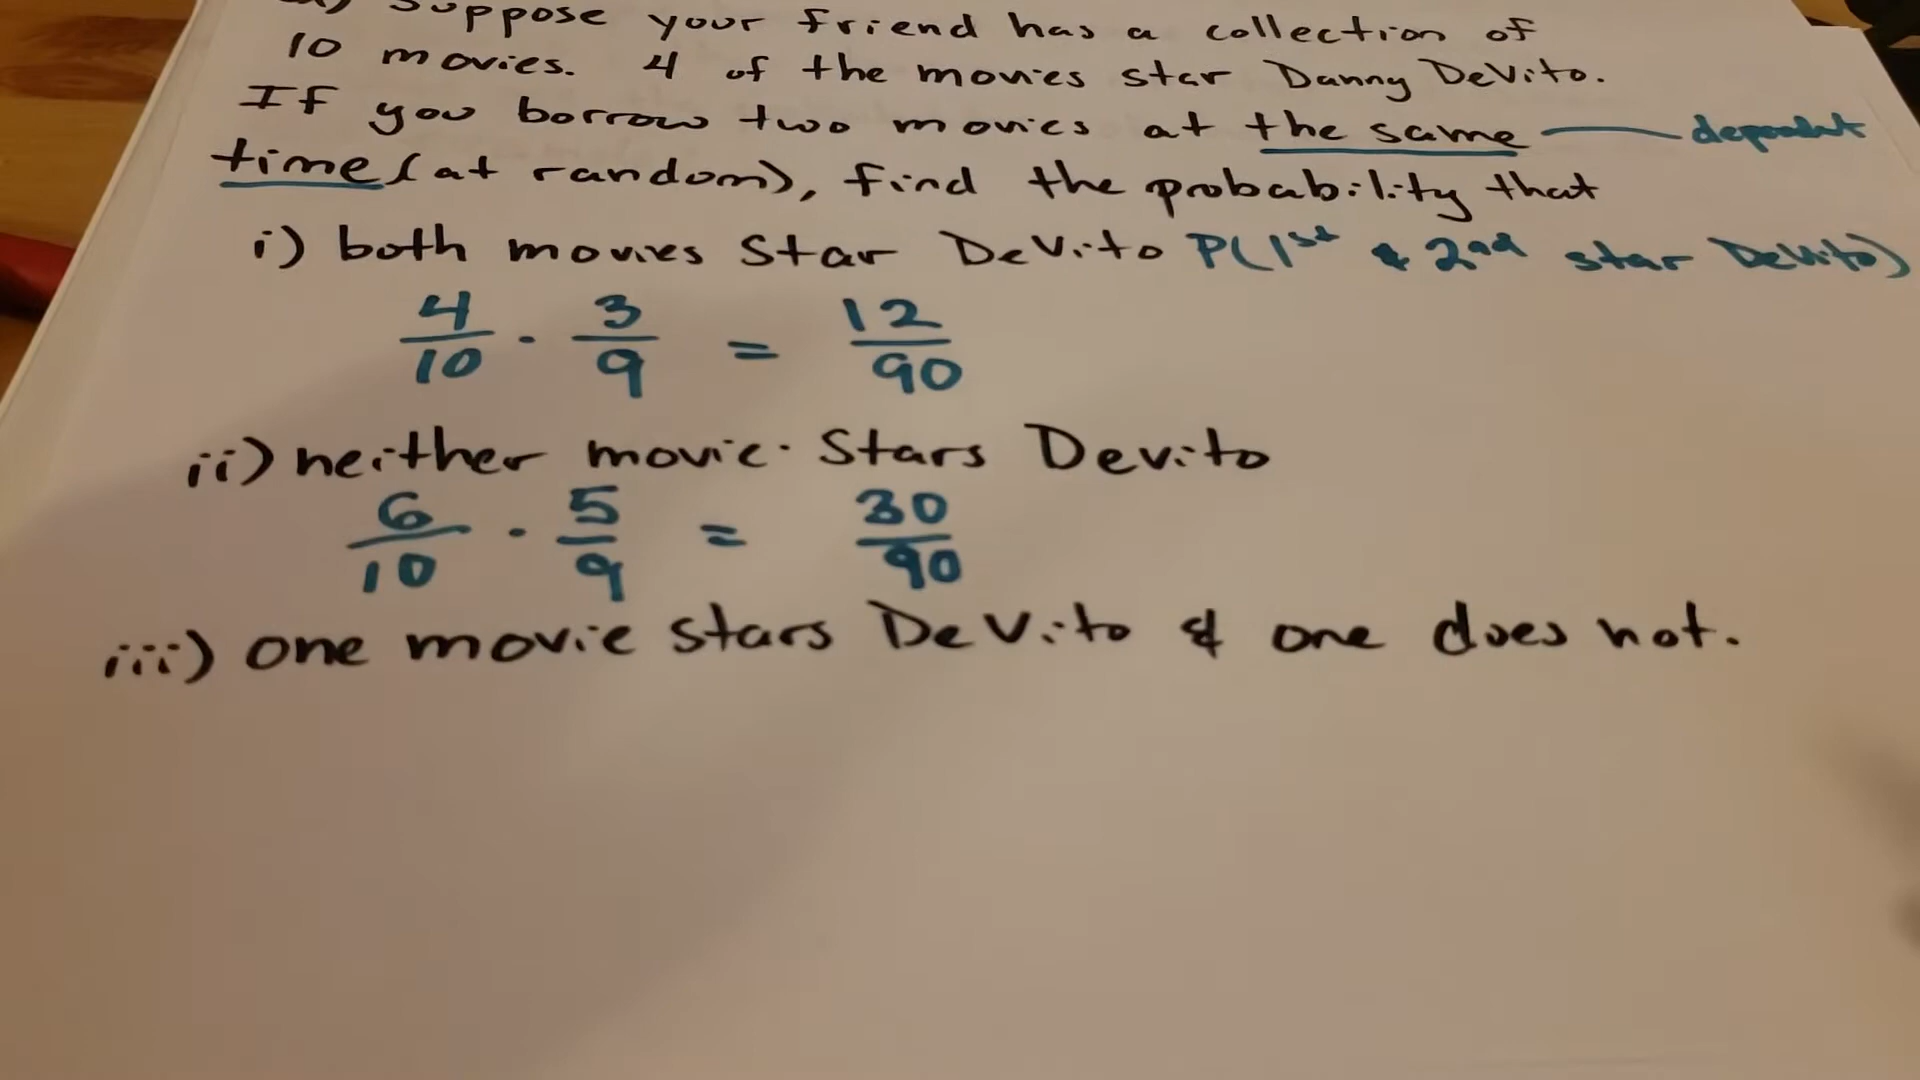 Suppose your friend has a collection of
10 movies. 4 of the movies star Danny DeVito.
If you borrow two movies at the same — dependent
time (at random), find the probability that
i) both movies star DeVito P(1st & 2nd star DeVito)
4/10 · 3/9 = 12/90
ii) neither movie stars Devito
6/10 · 5/9 = 30/90
iii) one movie stars DeVito & one does not.